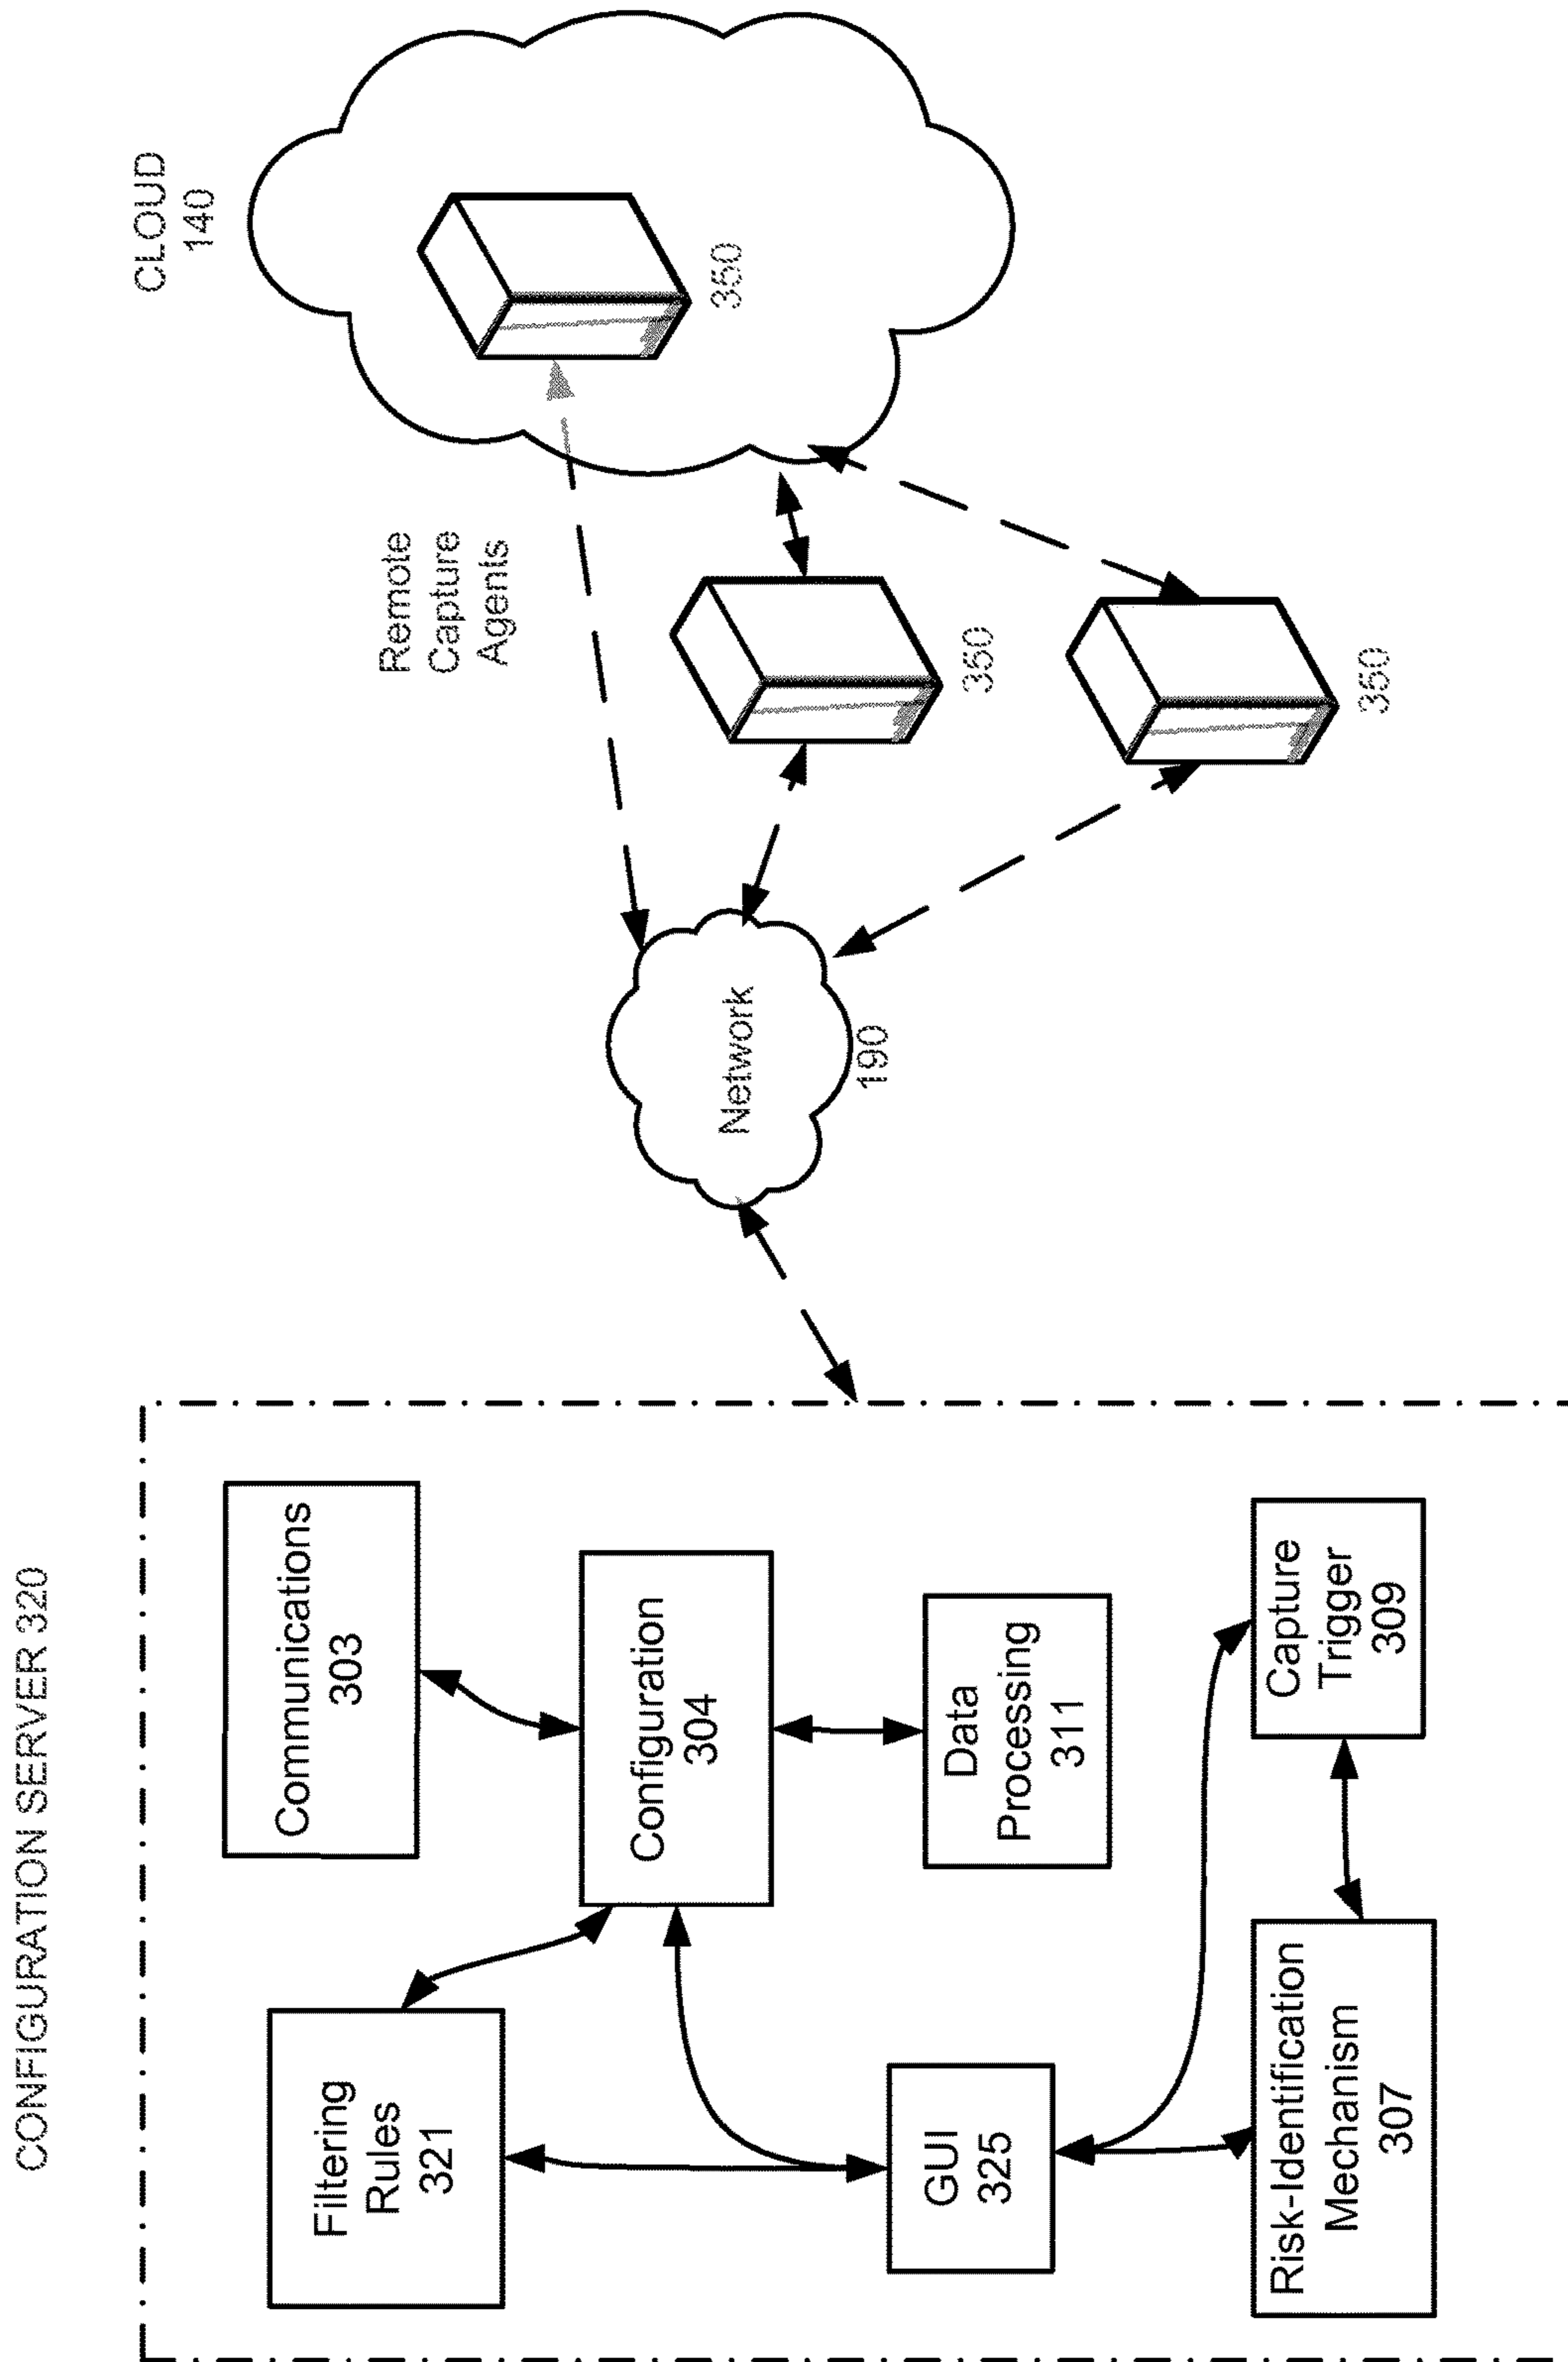 CONFIGURATION SERVER 320
Filtering
Rules
321
Communications
303
Configuration
304
GUI
325
Data
Processing
311
Risk-Identification
Mechanism
307
Capture
Trigger
309
Network
190
Remote
Capture
Agents
350
350
350
CLOUD
140